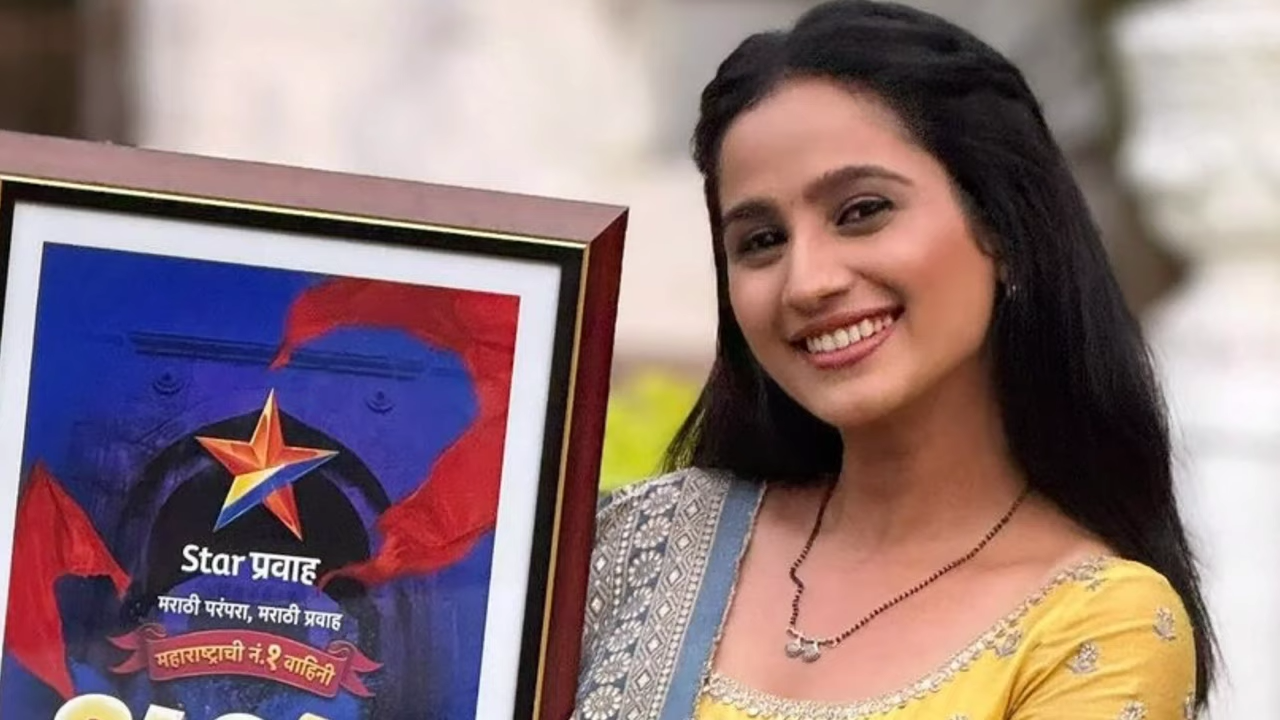 Star प्रवाह
मराठी परंपरा, मराठी प्रवाह
महाराष्ट्राची नं.१ वाहिनी